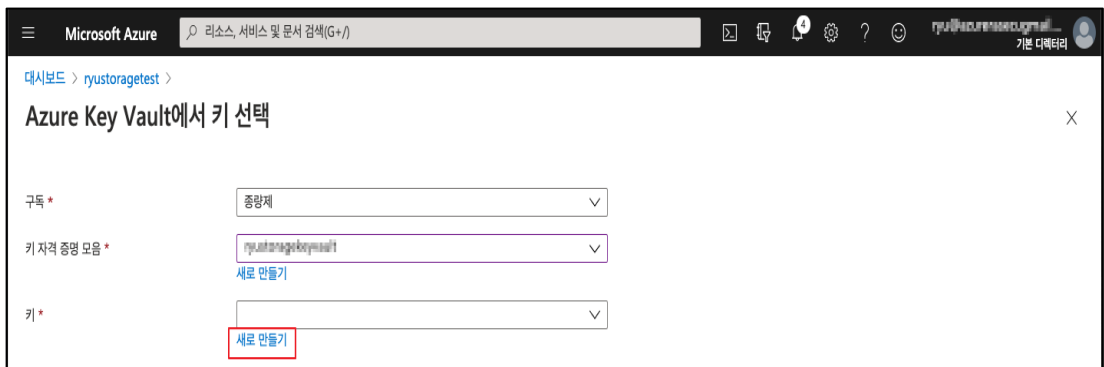 Microsoft Azure
리소스, 서비스 및 문서 검색(G+/)
4
기본 디렉터리
대시보드 > ryustoragetest >
Azure Key Vault에서 키 선택
구독 *
종량제
키 자격 증명 모음 *
새로 만들기
키 *
새로 만들기